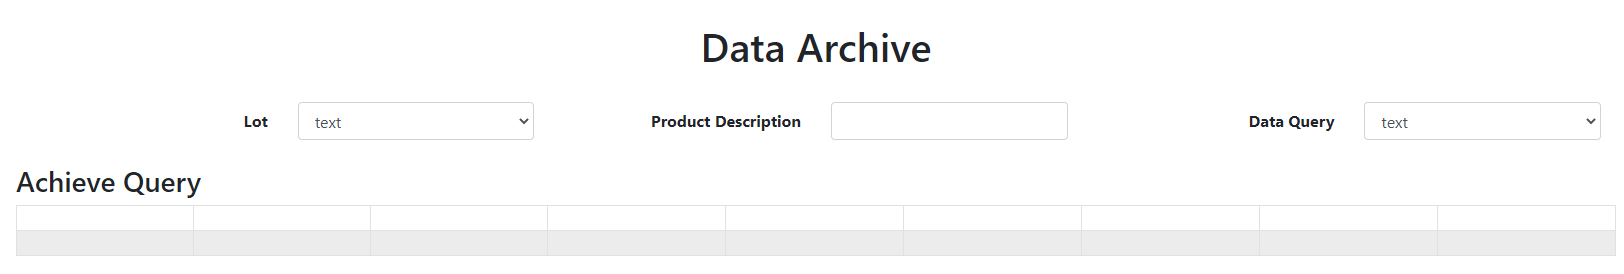 Data Archive
Lot text Product Description Data Query text
Achieve Query